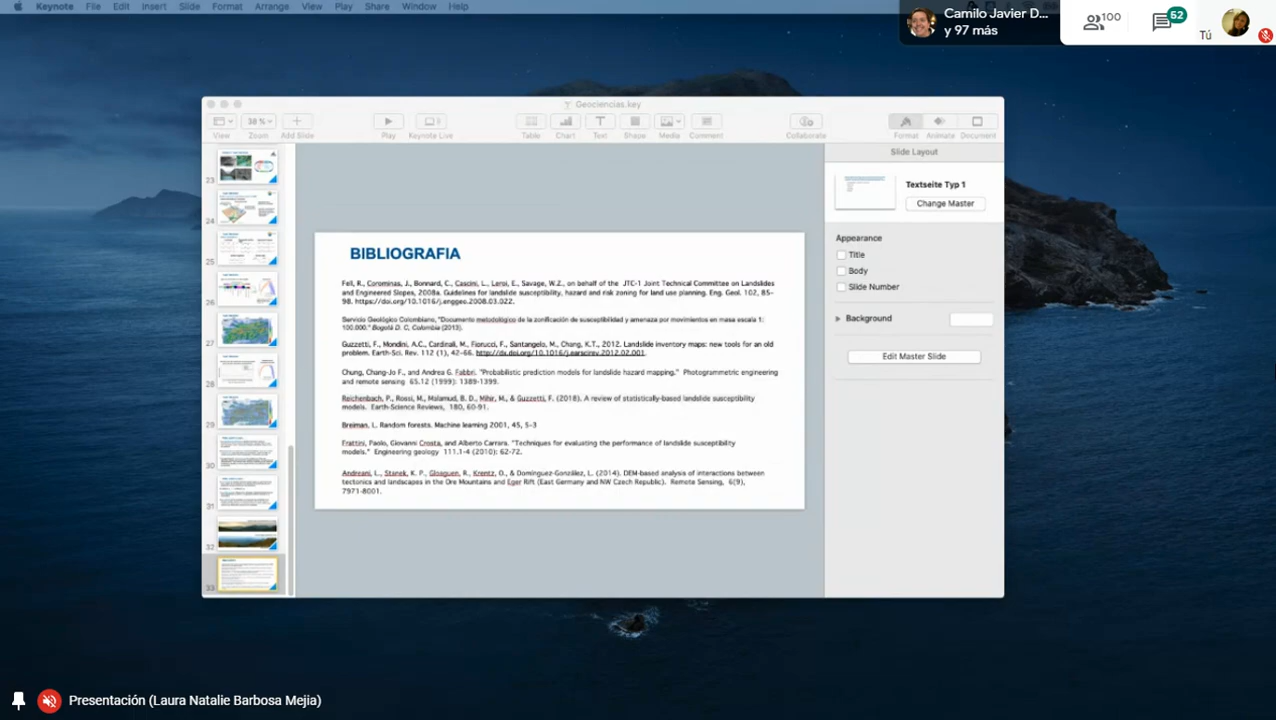 Keynote File Edit Insert Slide Format Arrange View Play Share Window Help
Camilo Javier D...
y 97 más
100
52
Tú
Geociencias.key
38 %
View Zoom Add Slide Play Keynote Live Table Chart Text Shape Media Comment Collaborate Format Animate Document
Slide Layout
Textseite Typ 1
Change Master
Appearance
Title
Body
Slide Number
Background
Edit Master Slide
23
24
25
26
27
28
29
30
31
32
33
BIBLIOGRAFIA
Fell, R., Corominas, J., Bonnard, C., Cascini, L., Leroi, E., Savage, W.Z., on behalf of the JTC-1 Joint Technical Committee on Landslides
and Engineered Slopes, 2008a. Guidelines for landslide susceptibility, hazard and risk zoning for land use planning. Eng. Geol. 102, 85-
98. https://doi.org/10.1016/j.enggeo.2008.03.022.
Servicio Geológico Colombiano, "Documento metodológico de la zonificación de susceptibilidad y amenaza por movimientos en masa escala 1:
100.000." Bogotá D. C, Colombia (2013).
Guzzetti, F., Mondini, A.C., Cardinali, M., Fiorucci, F., Santangelo, M., Chang, K.T., 2012. Landslide inventory maps: new tools for an old
problem. Earth-Sci. Rev. 112 (1), 42–66. http://dx.doi.org/10.1016/j.earscirev.2012.02.001.
Chung, Chang-Jo F., and Andrea G. Fabbri. "Probabilistic prediction models for landslide hazard mapping." Photogrammetric engineering
and remote sensing 65.12 (1999): 1389-1399.
Reichenbach, P., Rossi, M., Malamud, B. D., Mihir, M., & Guzzetti, F. (2018). A review of statistically-based landslide susceptibility
models. Earth-Science Reviews, 180, 60-91.
Breiman, L. Random forests. Machine learning 2001, 45, 5–3
Frattini, Paolo, Giovanni Crosta, and Alberto Carrara. "Techniques for evaluating the performance of landslide susceptibility
models." Engineering geology 111.1-4 (2010): 62-72.
Andreani, L., Stanek, K. P., Gloaguen, R., Krentz, O., & Domínguez-González, L. (2014). DEM-based analysis of interactions between
tectonics and landscapes in the Ore Mountains and Eger Rift (East Germany and NW Czech Republic). Remote Sensing, 6(9),
7971-8001.
Presentación (Laura Natalie Barbosa Mejia)